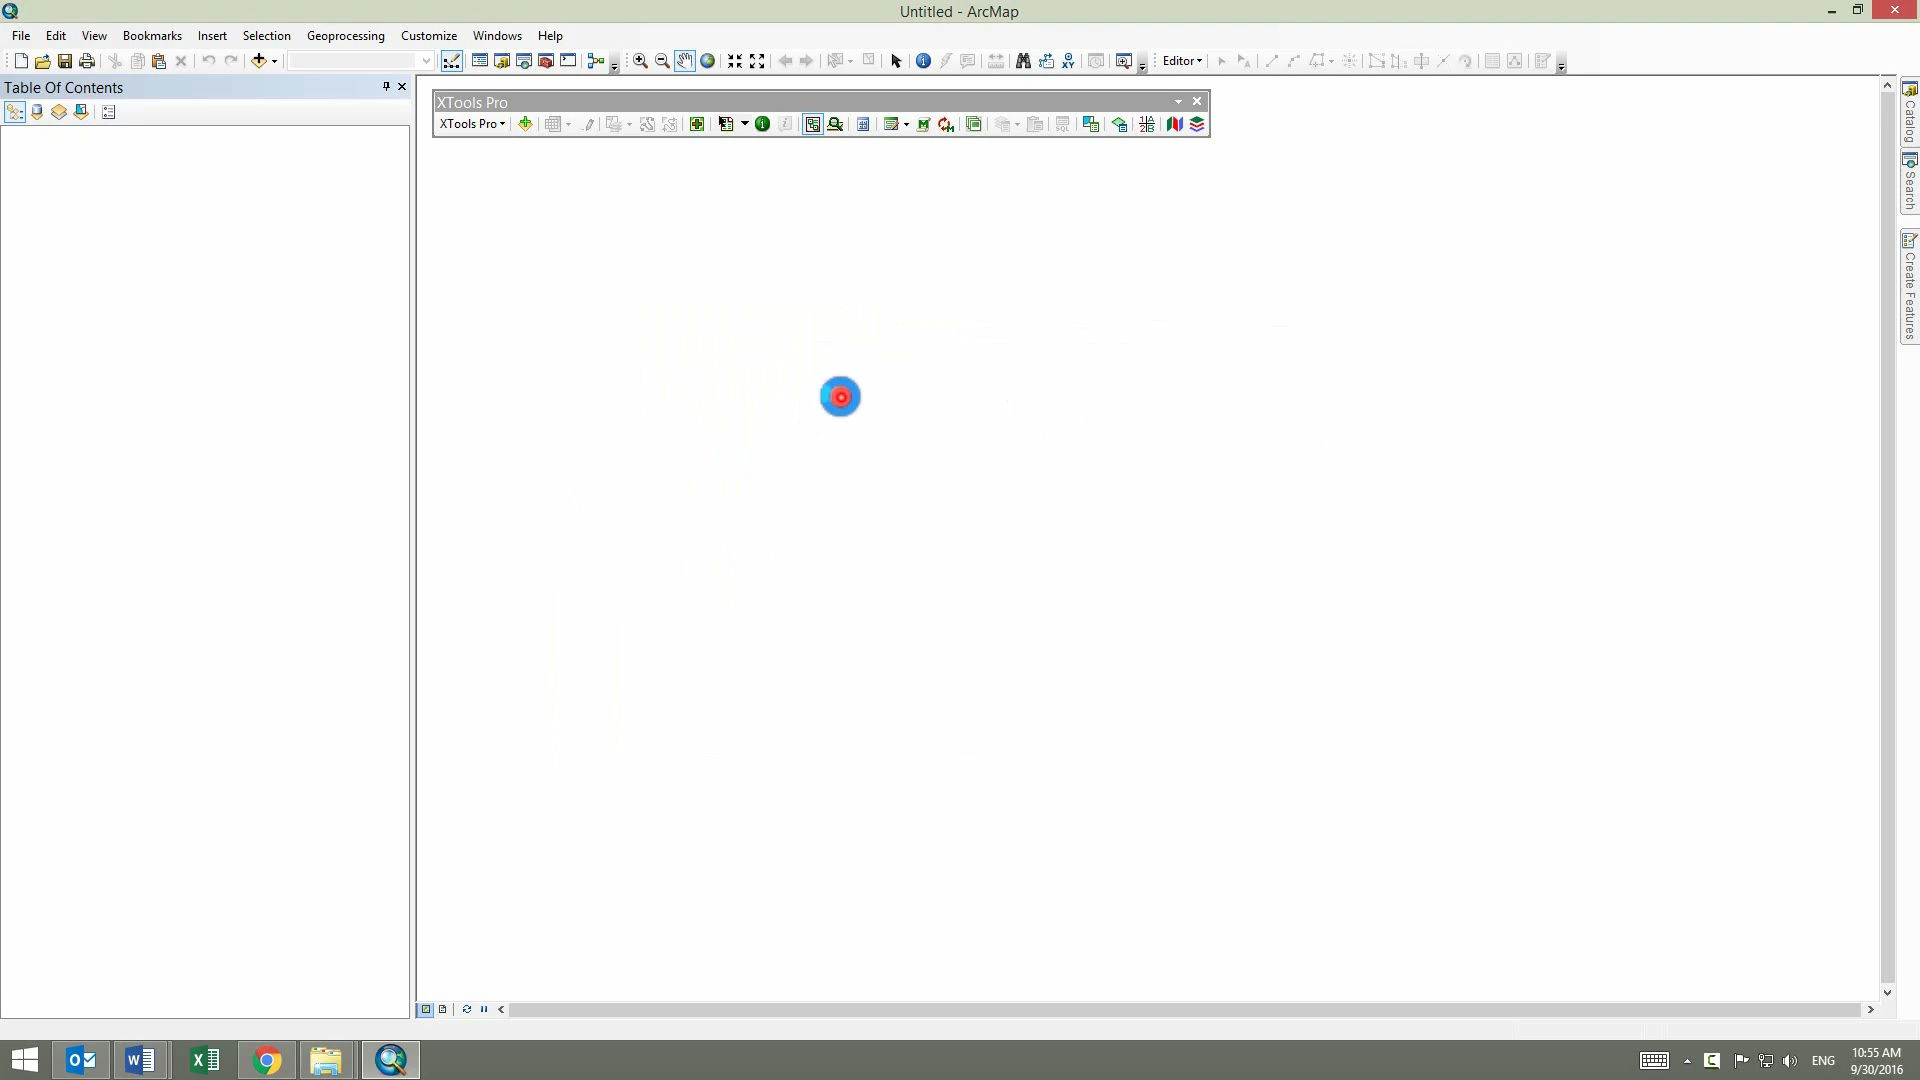 Untitled - ArcMap
File Edit View Bookmarks Insert Selection Geoprocessing Customize Windows Help
Editor
Table Of Contents
XTools Pro
XTools Pro
Catalog
Search
Create Features
ENG
10:55 AM
9/30/2016